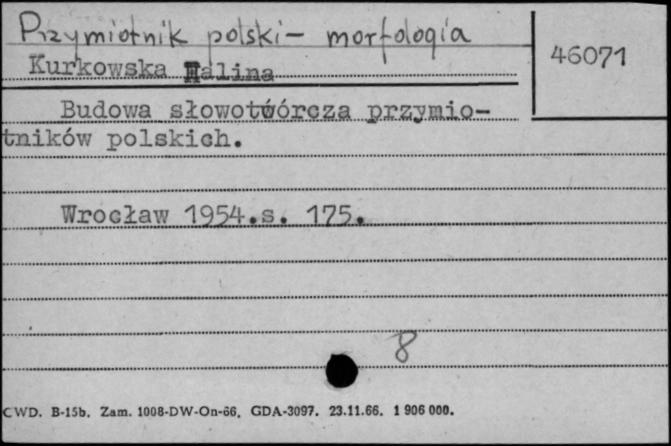 Przymiotnik polski - morfologia
46071
Kurkowska Halina
Budowa słowotwórcza przymio-
tników polskich.
Wrocław 1954.s. 175.
8
CWD. B-15b. Zam. 1008-DW-On-66. GDA-3097. 23.11.66. 1 906 000.